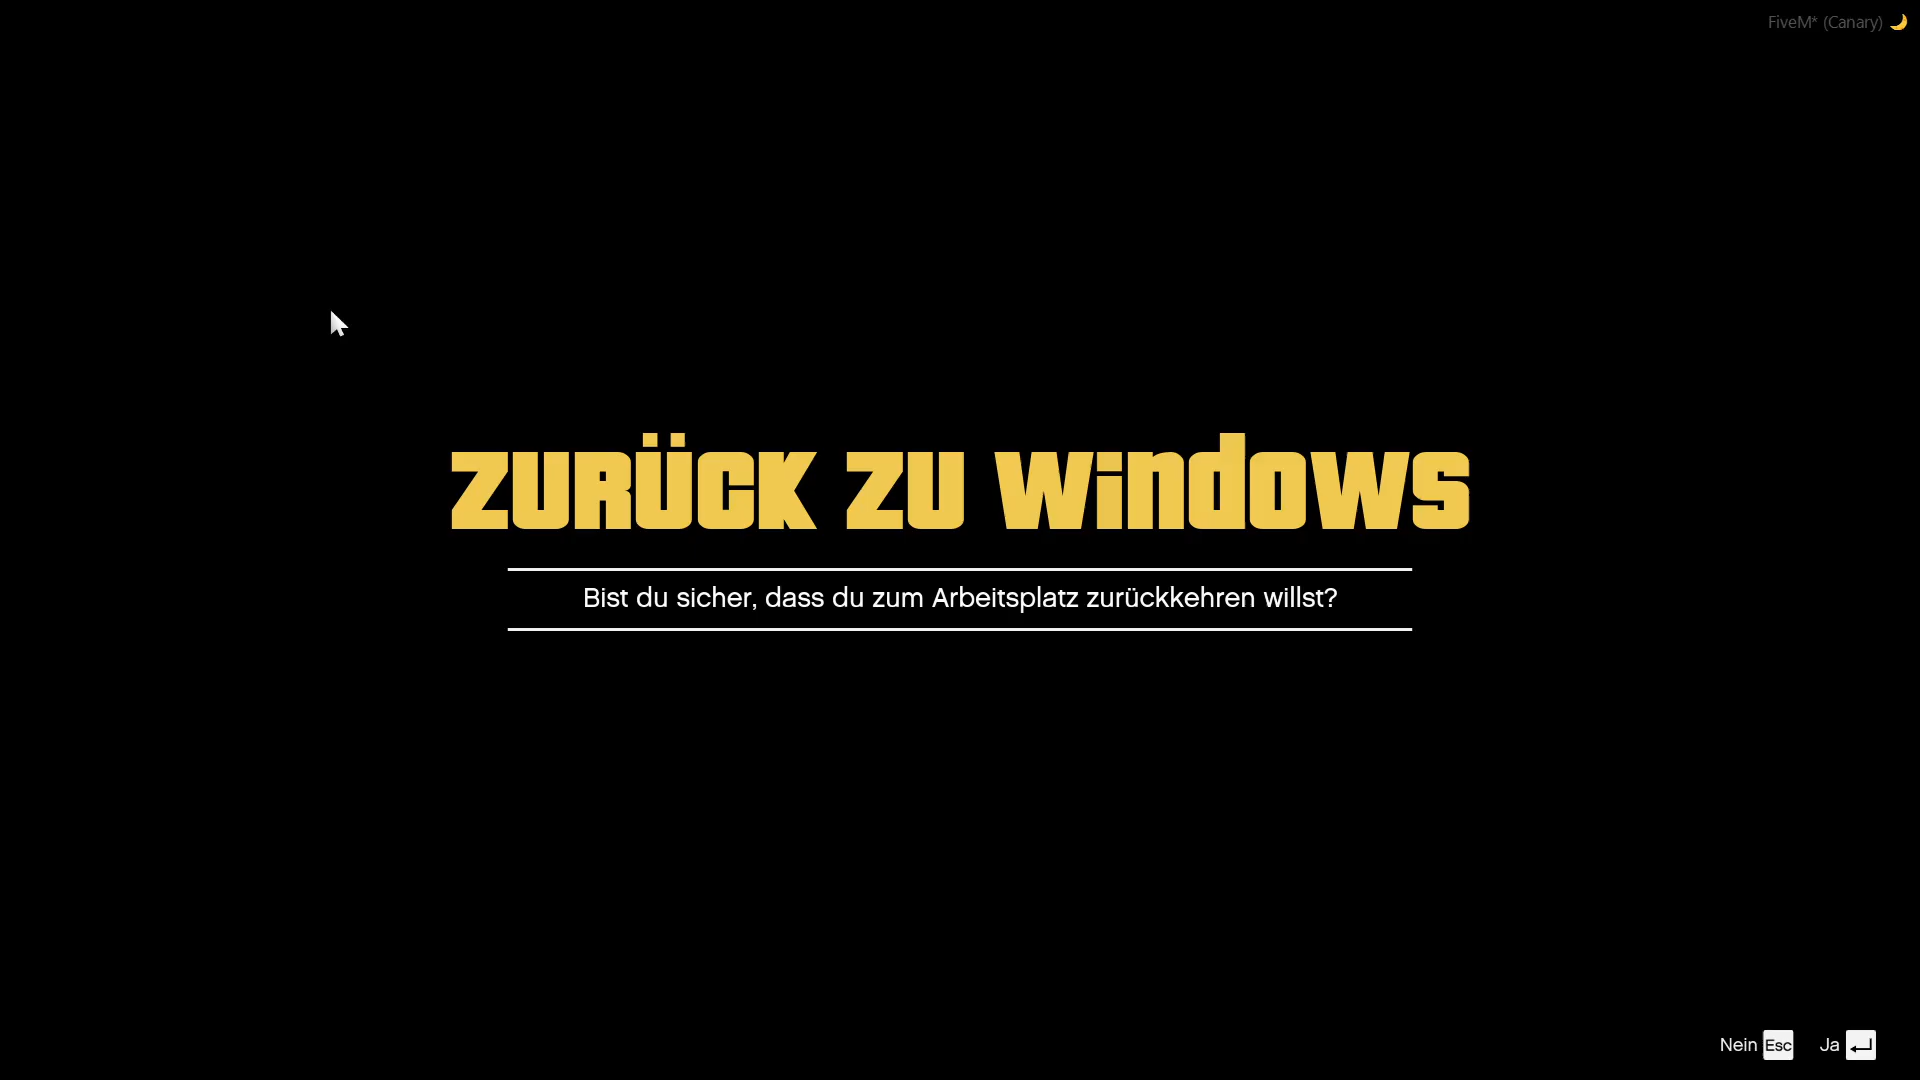 FiveM* (Canary) 🌙
ZURÜCK ZU WINDOWS
Bist du sicher, dass du zum Arbeitsplatz zurückkehren willst?
Nein Esc Ja